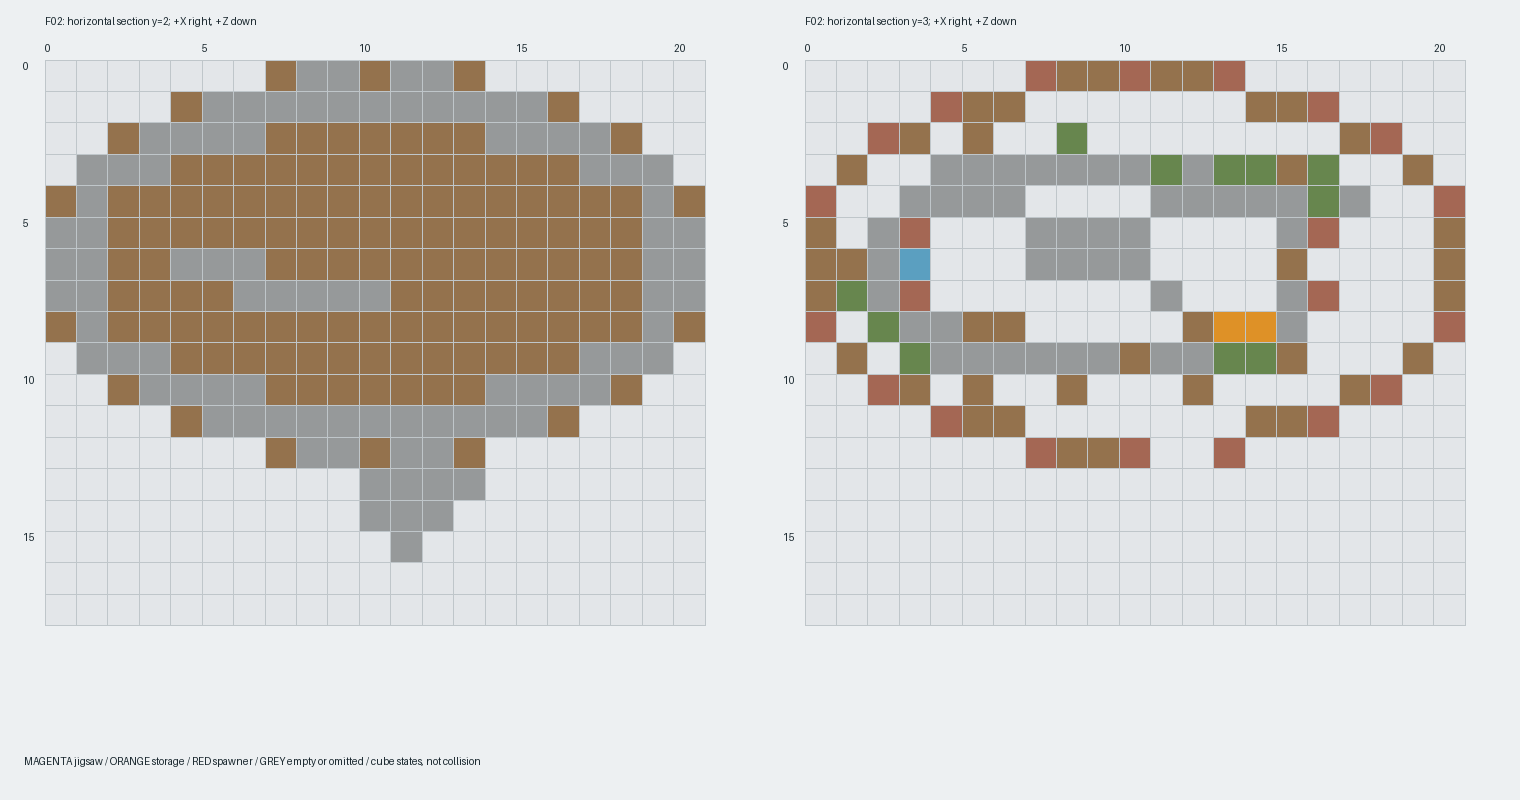 F02: horizontal section y=2; +X right, +Z down
F02: horizontal section y=3; +X right, +Z down
0 5 10 15 20
0 5 10 15 20
0
0
5
5
10
10
15
15
MAGENTA jigsaw / ORANGE storage / RED spawner / GREY empty or omitted / cube states, not collision